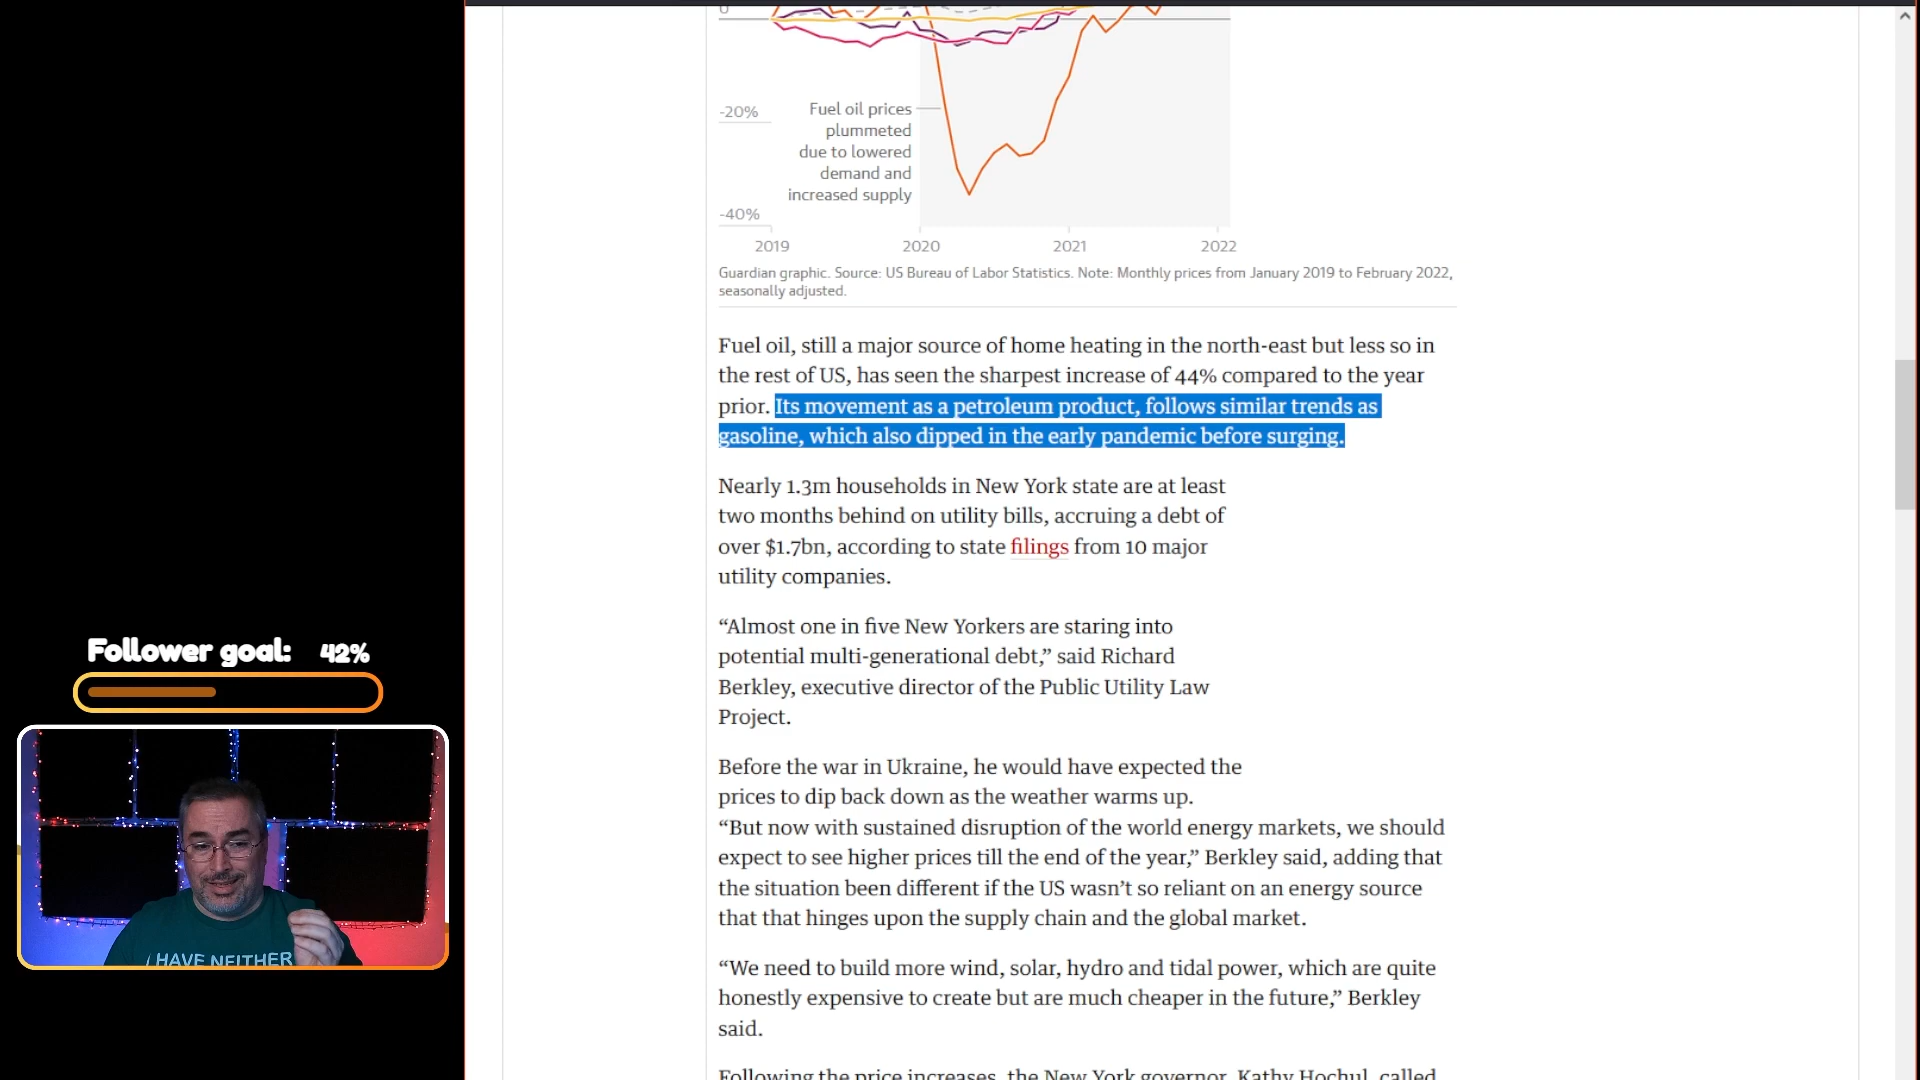 0
-20%
-40%
Fuel oil prices
plummeted
due to lowered
demand and
increased supply
2019
2020
2021
2022
Guardian graphic. Source: US Bureau of Labor Statistics. Note: Monthly prices from January 2019 to February 2022,
seasonally adjusted.
Fuel oil, still a major source of home heating in the north-east but less so in
the rest of US, has seen the sharpest increase of 44% compared to the year
prior. Its movement as a petroleum product, follows similar trends as
gasoline, which also dipped in the early pandemic before surging.
Nearly 1.3m households in New York state are at least
two months behind on utility bills, accruing a debt of
over $1.7bn, according to state filings from 10 major
utility companies.
“Almost one in five New Yorkers are staring into
potential multi-generational debt,” said Richard
Berkley, executive director of the Public Utility Law
Project.
Before the war in Ukraine, he would have expected the
prices to dip back down as the weather warms up.
“But now with sustained disruption of the world energy markets, we should
expect to see higher prices till the end of the year,” Berkley said, adding that
the situation been different if the US wasn’t so reliant on an energy source
that that hinges upon the supply chain and the global market.
“We need to build more wind, solar, hydro and tidal power, which are quite
honestly expensive to create but are much cheaper in the future,” Berkley
said.
Following the price increases, the New York governor, Kathy Hochul, called
Follower goal: 42%
I HAVE NEITHER